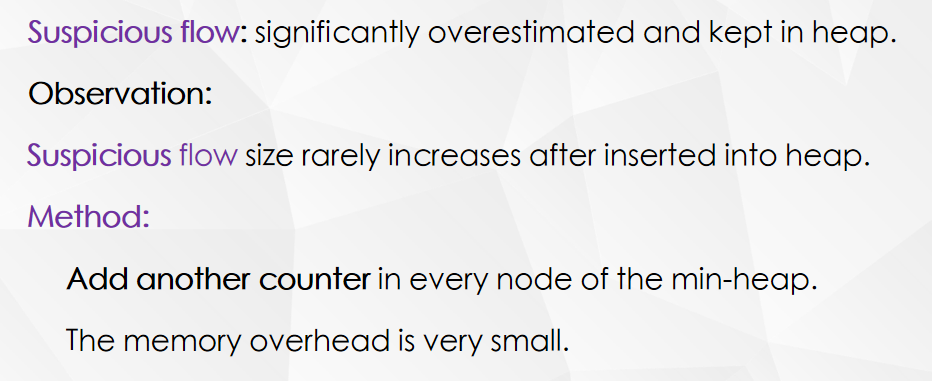 Suspicious flow: significantly overestimated and kept in heap.
Observation:
Suspicious flow size rarely increases after inserted into heap.
Method:
Add another counter in every node of the min-heap.
The memory overhead is very small.